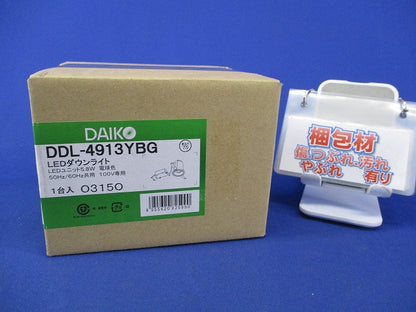 DAIKO
DDL-4913YBG
LEDダウンライト
LEDユニット5.8W 電球色
50Hz/60Hz共用 100V専用
1台入 03150
梱包材
傷つぶれ、汚れ
やぶれ 有り